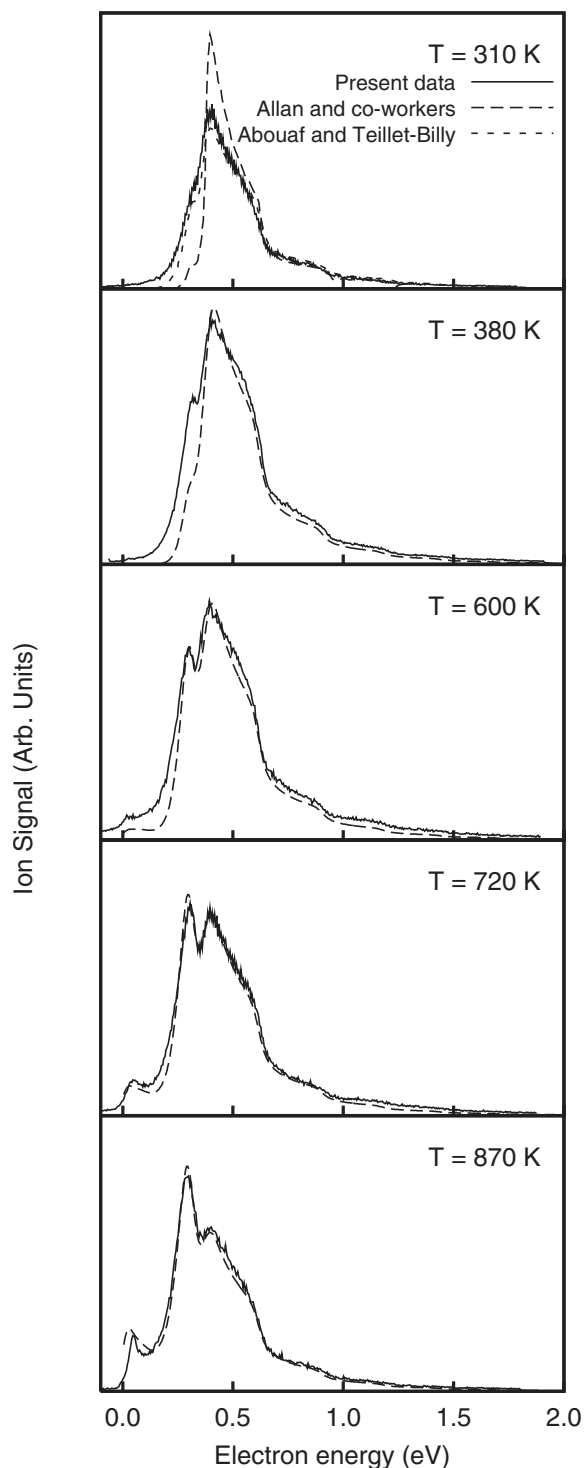 T = 310 K
Present data
Allan and co-workers
Abouaf and Teillet-Billy
T = 380 K
T = 600 K
T = 720 K
T = 870 K
Ion Signal (Arb. Units)
0.0 0.5 1.0 1.5 2.0
Electron energy (eV)